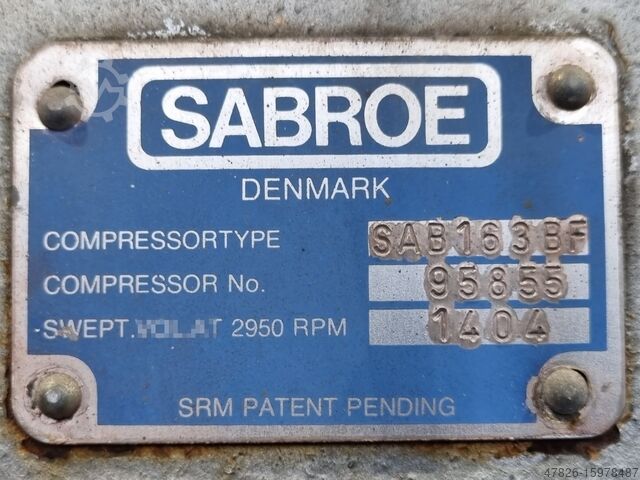 SABROE
DENMARK
COMPRESSORTYPE SAB163BF
COMPRESSOR No. 95855
SWEPT. 2950 RPM 1404
SRM PATENT PENDING
47826-15978487